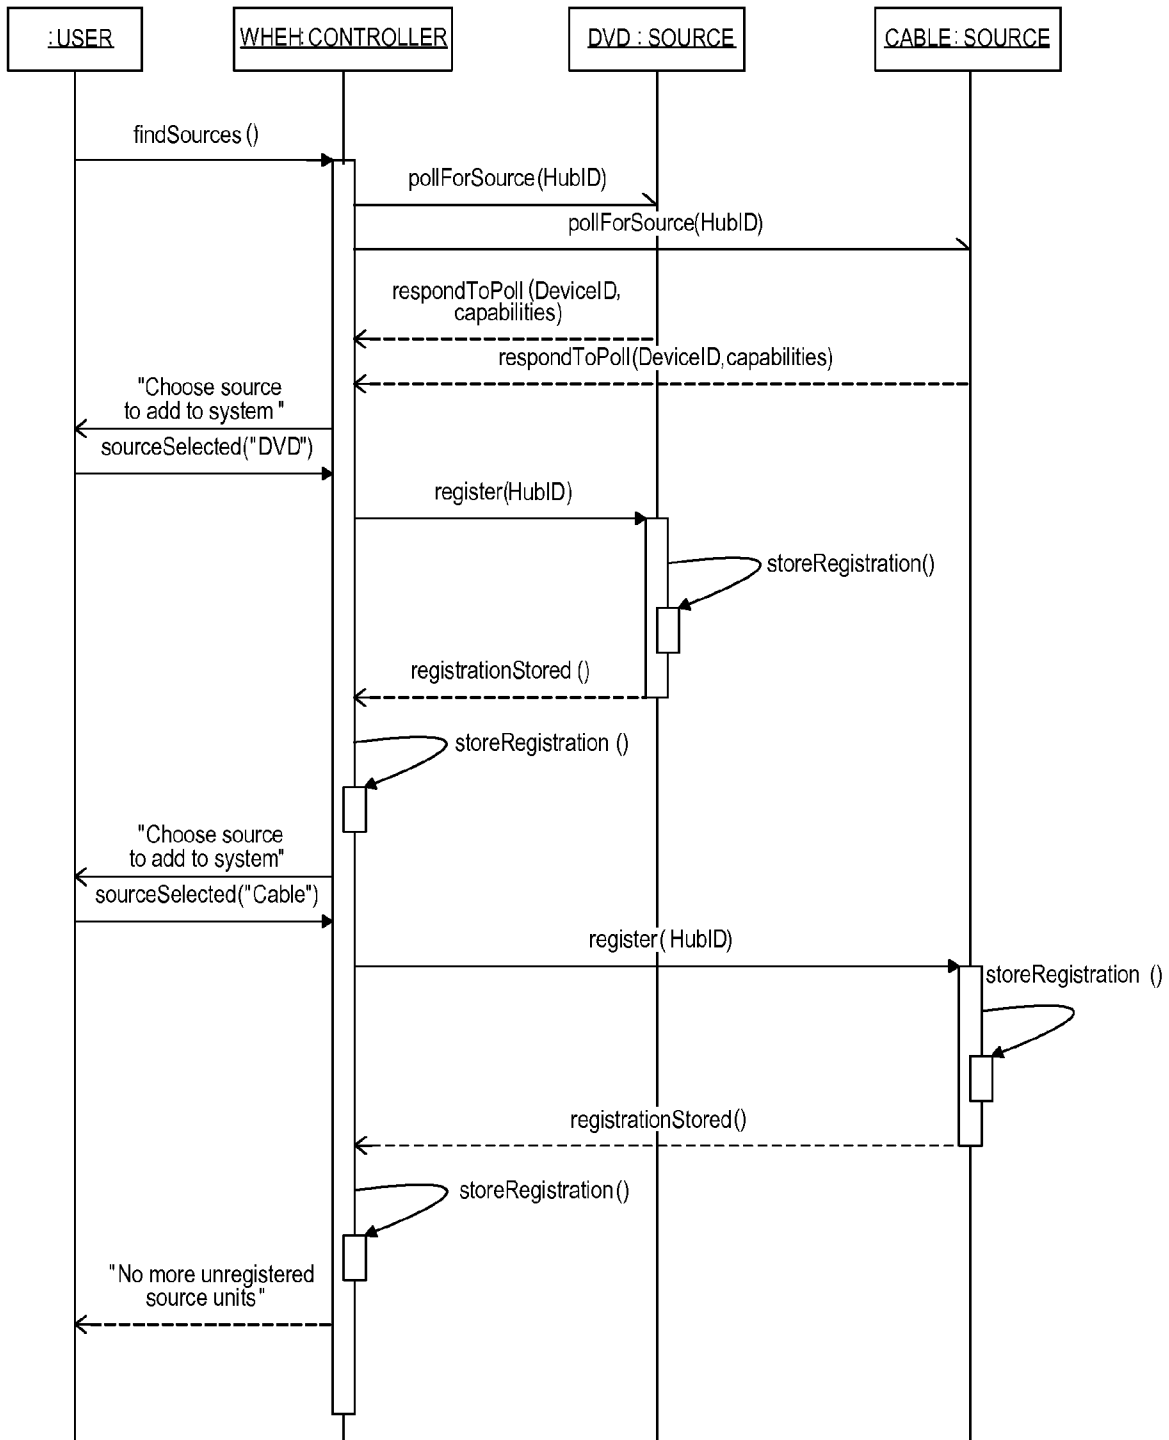 :USER
WHEH:CONTROLLER
DVD : SOURCE
CABLE: SOURCE
findSources ()
pollForSource (HubID)
pollForSource(HubID)
respondToPoll (DeviceID,
capabilities)
respondToPoll(DeviceID,capabilities)
"Choose source
to add to system "
sourceSelected("DVD")
register(HubID)
storeRegistration()
registrationStored ()
storeRegistration ()
"Choose source
to add to system"
sourceSelected("Cable")
register( HubID)
storeRegistration ()
registrationStored()
storeRegistration()
"No more unregistered
source units"